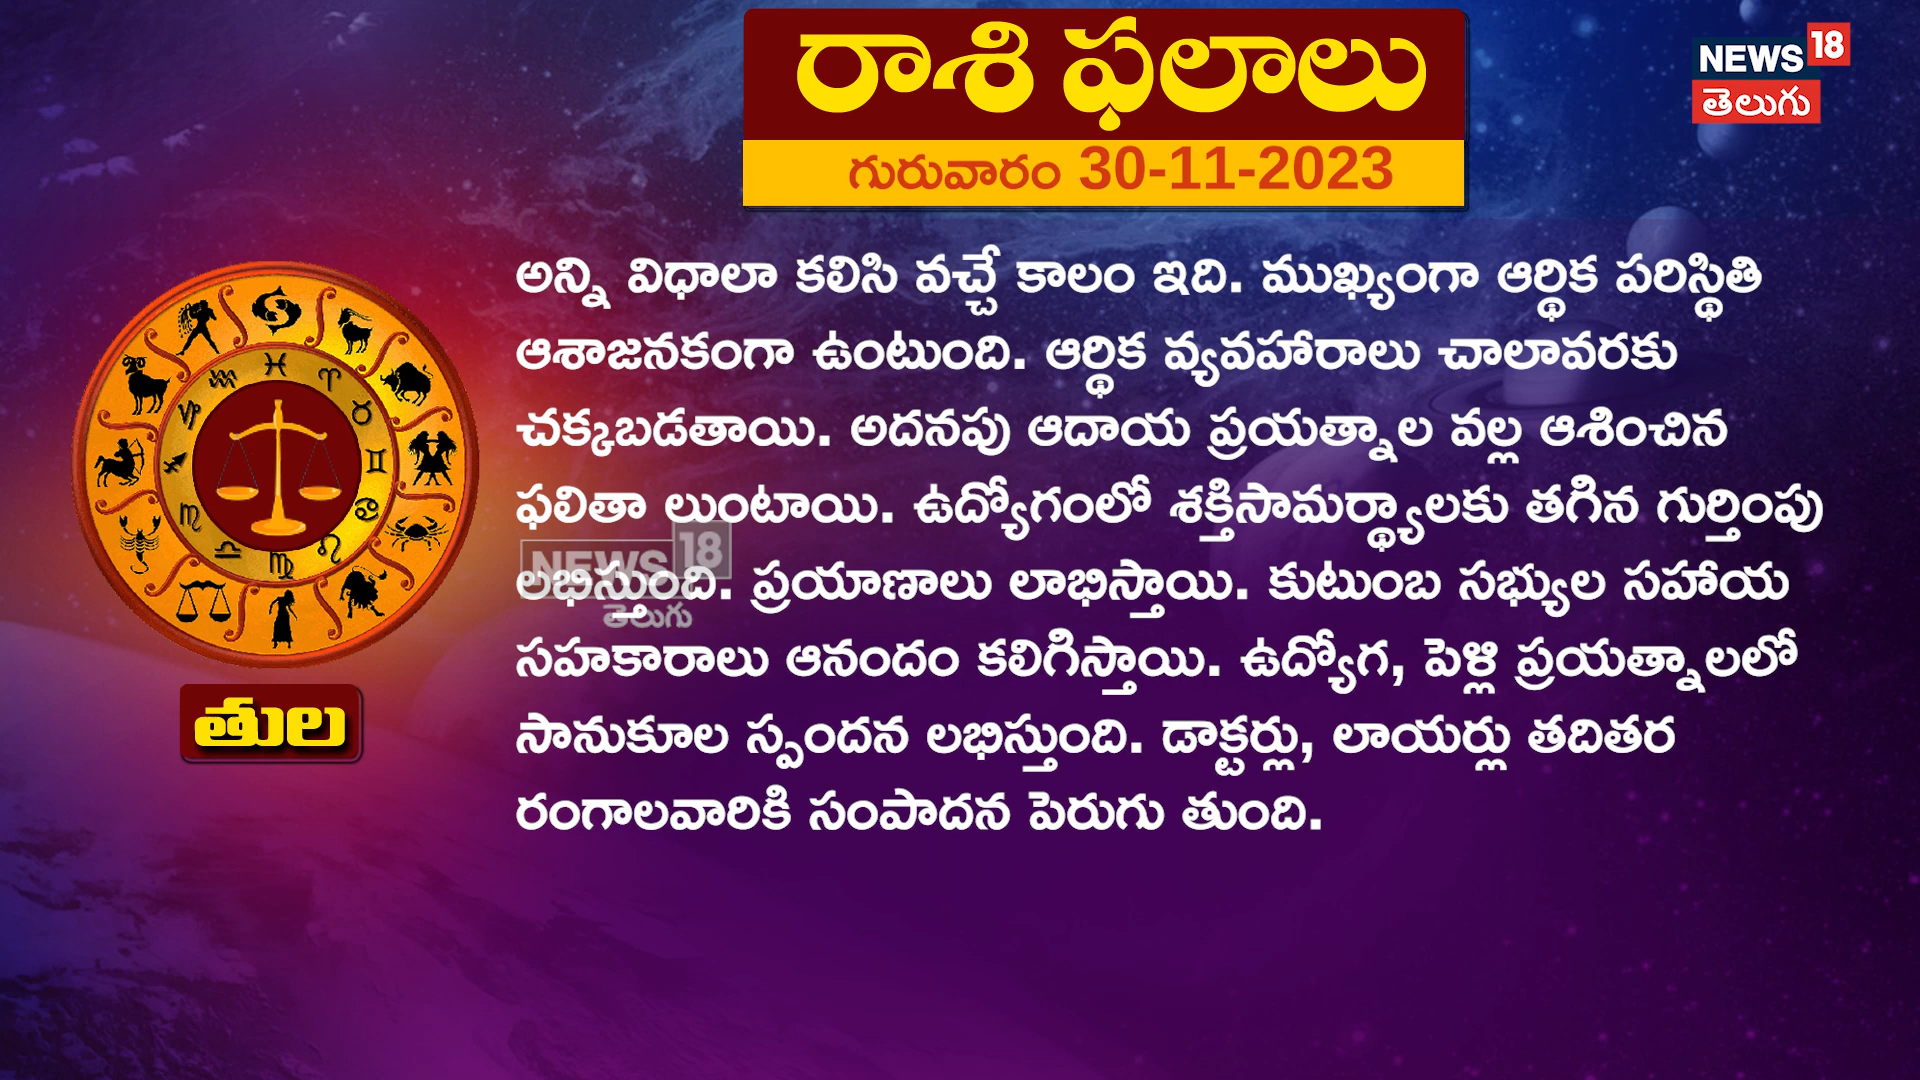 రాశి ఫలాలు
గురువారం 30-11-2023
NEWS18
తెలుగు
అన్ని విధాలా కలిసి వచ్చే కాలం ఇది. ముఖ్యంగా ఆర్థిక పరిస్థితి
ఆశాజనకంగా ఉంటుంది. ఆర్థిక వ్యవహారాలు చాలావరకు
చక్కబడతాయి. అదనపు ఆదాయ ప్రయత్నాల వల్ల ఆశించిన
ఫలితా లుంటాయి. ఉద్యోగంలో శక్తిసామర్థ్యాలకు తగిన గుర్తింపు
లభిస్తుంది. ప్రయాణాలు లాభిస్తాయి. కుటుంబ సభ్యుల సహాయ
సహకారాలు ఆనందం కలిగిస్తాయి. ఉద్యోగ, పెళ్లి ప్రయత్నాలలో
సానుకూల స్పందన లభిస్తుంది. డాక్టర్లు, లాయర్లు తదితర
రంగాలవారికి సంపాదన పెరుగు తుంది.
NEWS18
తెలుగు
తుల